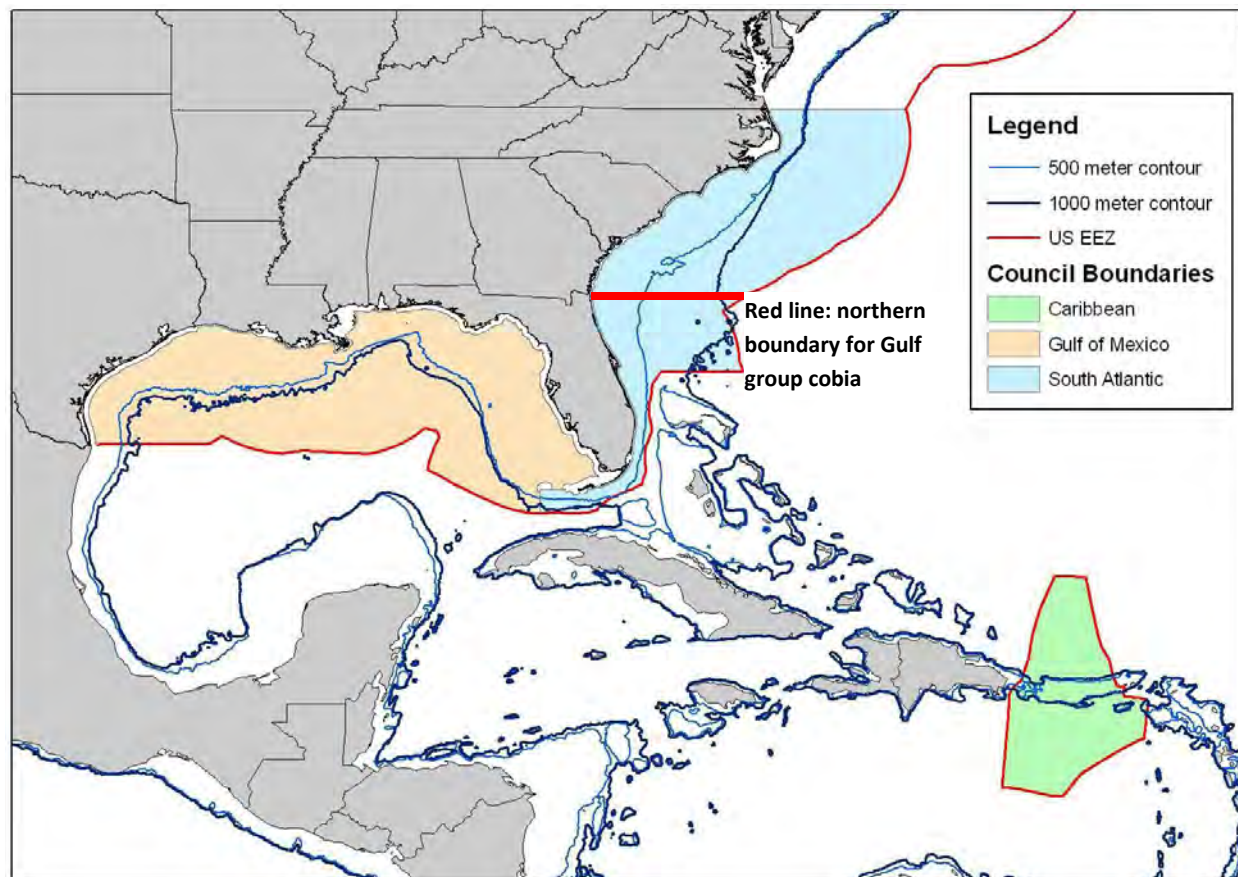 Legend
500 meter contour
1000 meter contour
US EEZ
Council Boundaries
Caribbean
Gulf of Mexico
South Atlantic
Red line: northern
boundary for Gulf
group cobia